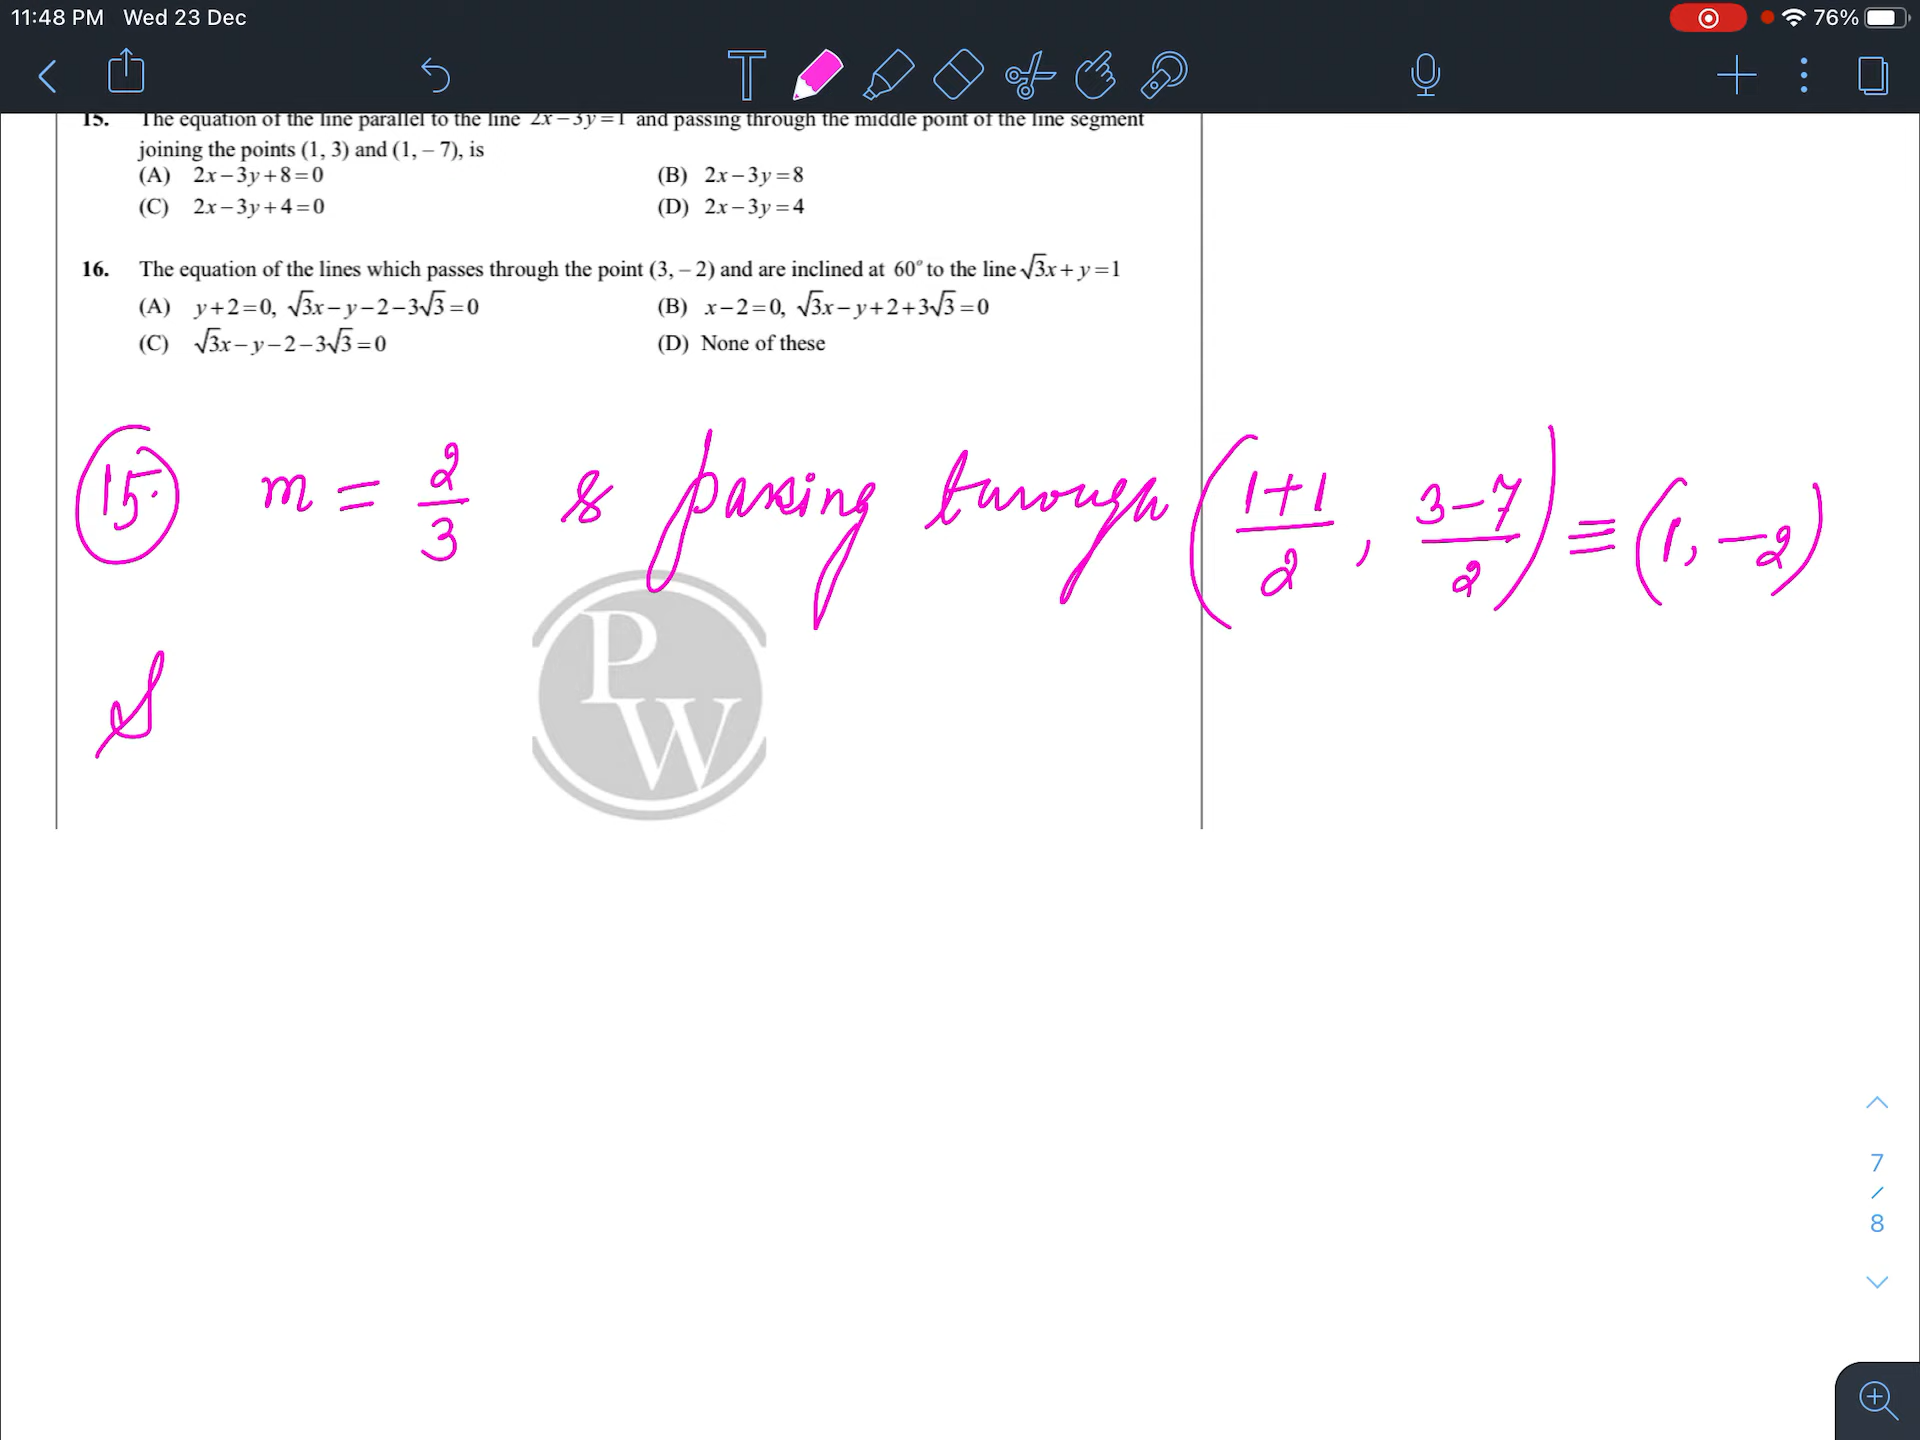 11:48 PM Wed 23 Dec 76%
15. The equation of the line parallel to the line 2x−3y=1 and passing through the middle point of the line segment
joining the points (1, 3) and (1, – 7), is
(A) 2x−3y+8=0 (B) 2x−3y=8
(C) 2x−3y+4=0 (D) 2x−3y=4
16. The equation of the lines which passes through the point (3, – 2) and are inclined at 60° to the line √3x+y=1
(A) y+2=0, √3x−y−2−3√3=0 (B) x−2=0, √3x−y+2+3√3=0
(C) √3x−y−2−3√3=0 (D) None of these
15. m = 2/3 & passing through (1+1/2, 3−7/2) ≡ (1, −2)
PW
7
/
8